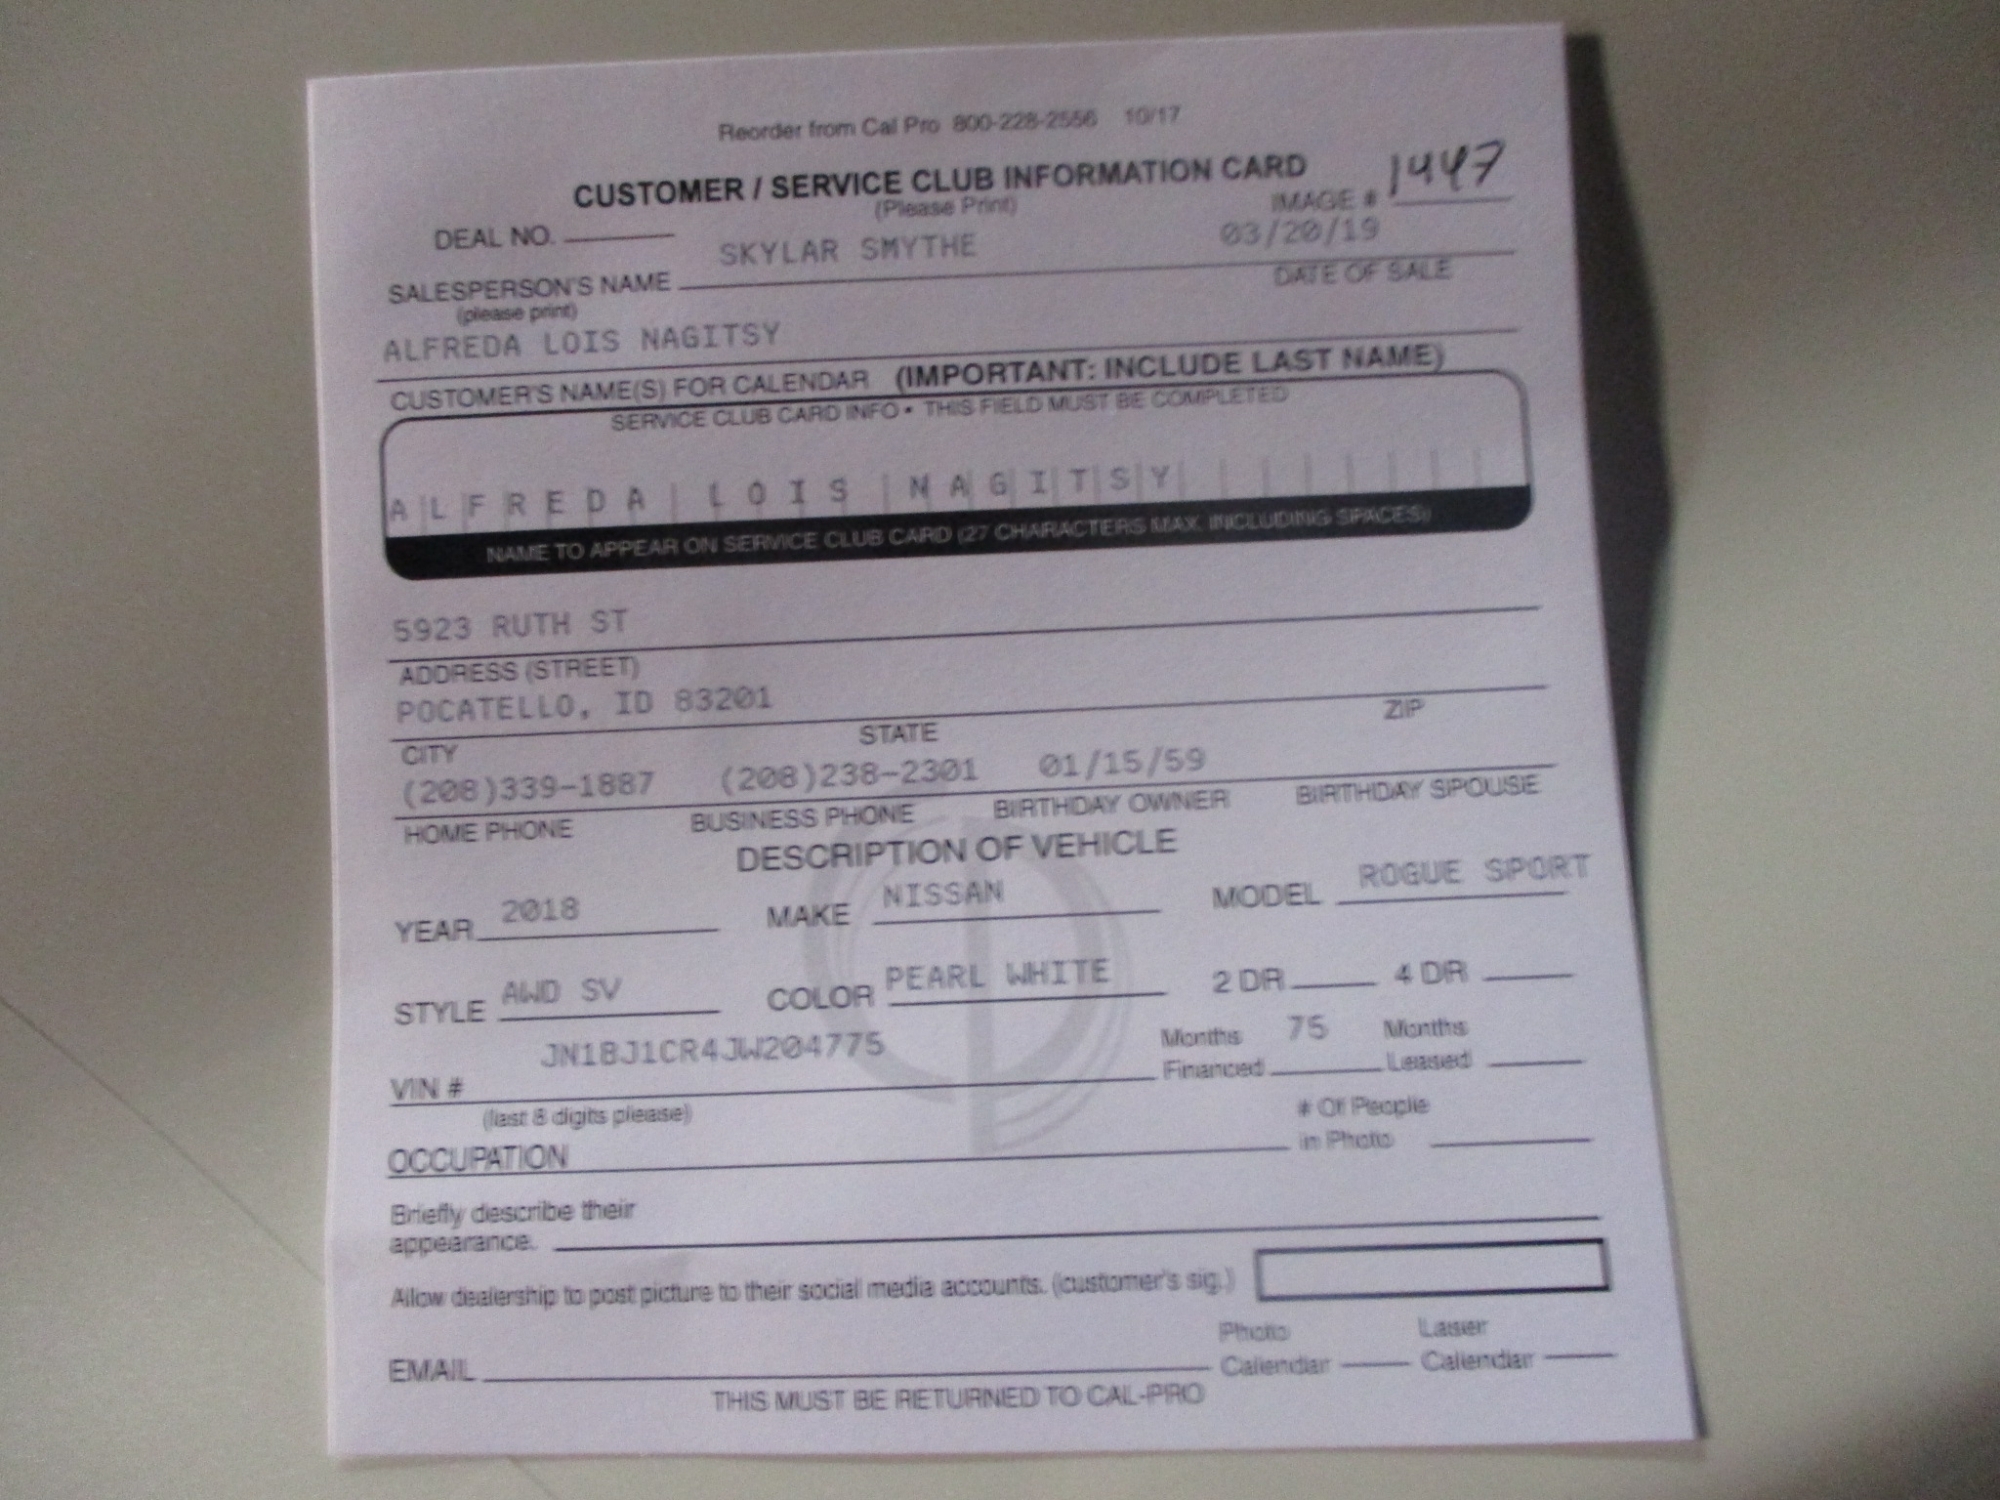 Reorder from Cal Pro 800-228-2556 10/17
CUSTOMER / SERVICE CLUB INFORMATION CARD
(Please Print)
IMAGE # 1447
DEAL NO.
SKYLAR SMYTHE 03/20/19
SALESPERSON'S NAME DATE OF SALE
(please print)
ALFREDA LOIS NAGITSY
CUSTOMER'S NAME(S) FOR CALENDAR (IMPORTANT: INCLUDE LAST NAME)
SERVICE CLUB CARD INFO • THIS FIELD MUST BE COMPLETED
ALFREDA LOIS NAGITSY
NAME TO APPEAR ON SERVICE CLUB CARD (27 CHARACTERS MAX. INCLUDING SPACES)
5923 RUTH ST
ADDRESS (STREET)
POCATELLO, ID 83201
CITY STATE ZIP
(208)339-1887 (208)238-2301 01/15/59
HOME PHONE BUSINESS PHONE BIRTHDAY OWNER BIRTHDAY SPOUSE
DESCRIPTION OF VEHICLE
YEAR 2018 MAKE NISSAN MODEL ROGUE SPORT
STYLE AWD SV COLOR PEARL WHITE 2 DR 4 DR
JN1BJ1CR4JW204775 Months 75 Months
VIN # Financed Leased
(last 8 digits please) # Of People
OCCUPATION in Photo
Briefly describe their
appearance.
Allow dealership to post picture to their social media accounts. (customer's sig.)
Photo Laser
EMAIL Calendar Calendar
THIS MUST BE RETURNED TO CAL-PRO